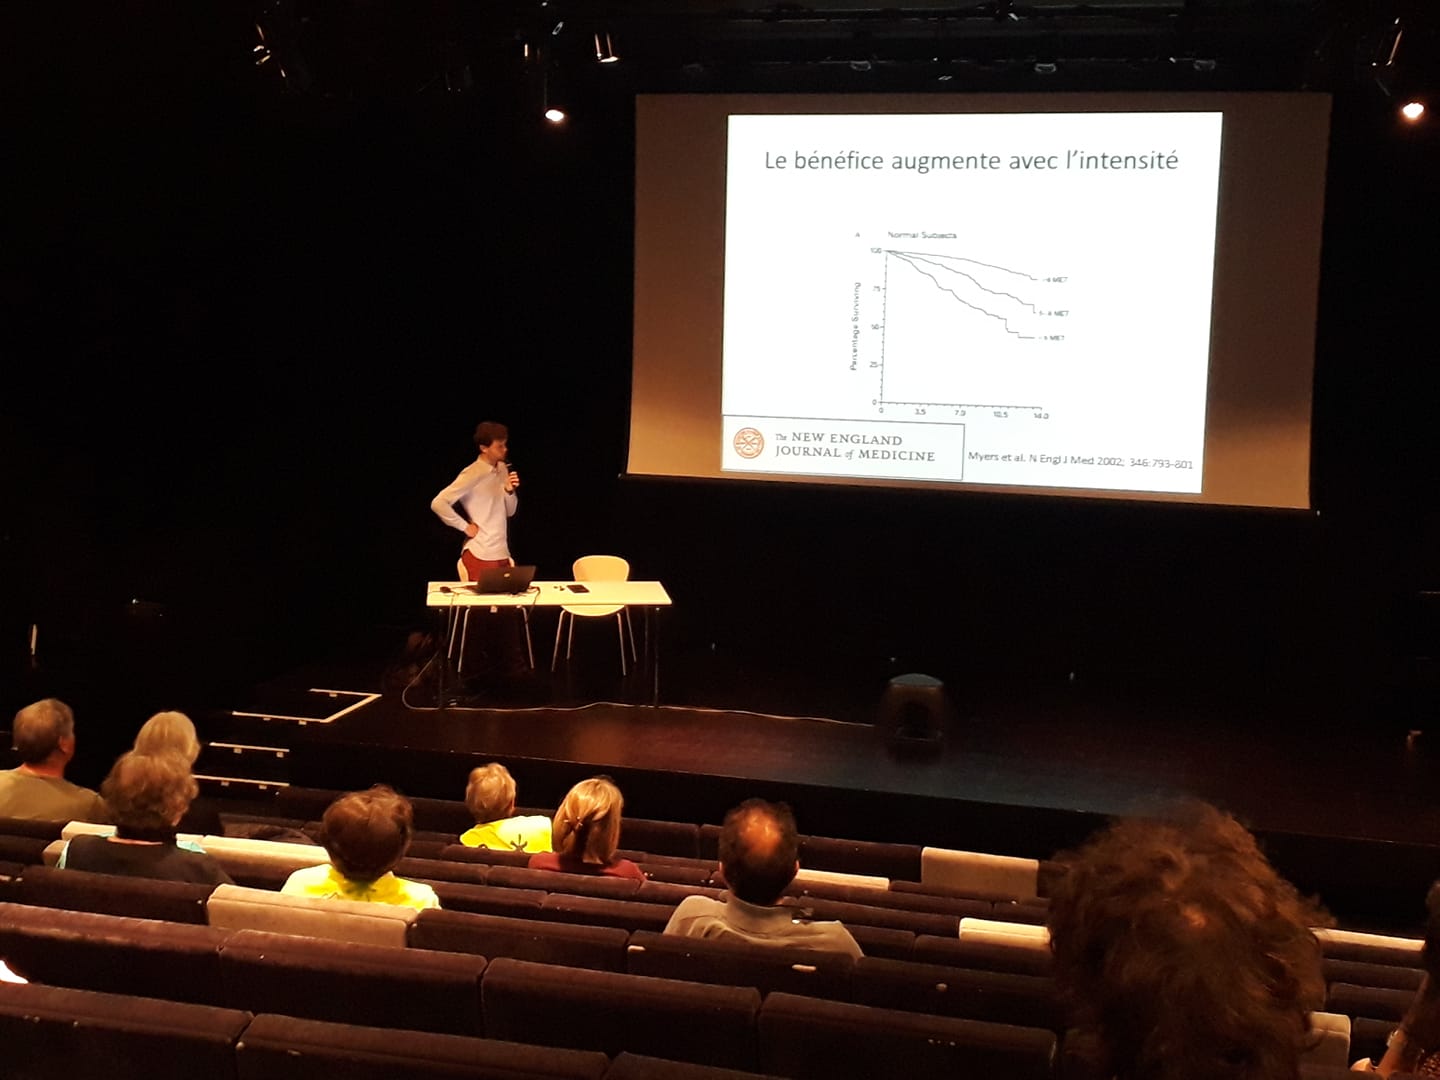 Le bénéfice augmente avec l'intensité
A Normal Subjects
100
75
50
25
0
Percentage Surviving
0 3.5 7.0 10.5 14.0
MET
5–8 MET
MET
The NEW ENGLAND
JOURNAL of MEDICINE
Myers et al. N Engl J Med 2002; 346:793-801